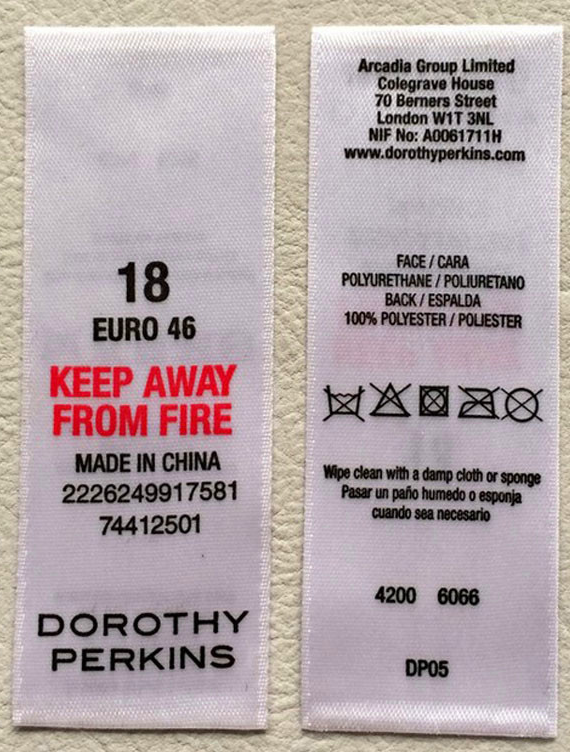 18
EURO 46
KEEP AWAY
FROM FIRE
MADE IN CHINA
2226249917581
74412501
DOROTHY
PERKINS
Arcadia Group Limited
Colegrave House
70 Berners Street
London W1T 3NL
NIF No: A0061711H
www.dorothyperkins.com
FACE / CARA
POLYURETHANE / POLIURETANO
BACK / ESPALDA
100% POLYESTER / POLIESTER
Wipe clean with a damp cloth or sponge
Pasar un paño humedo o esponja
cuando sea necesario
4200 6066
DP05